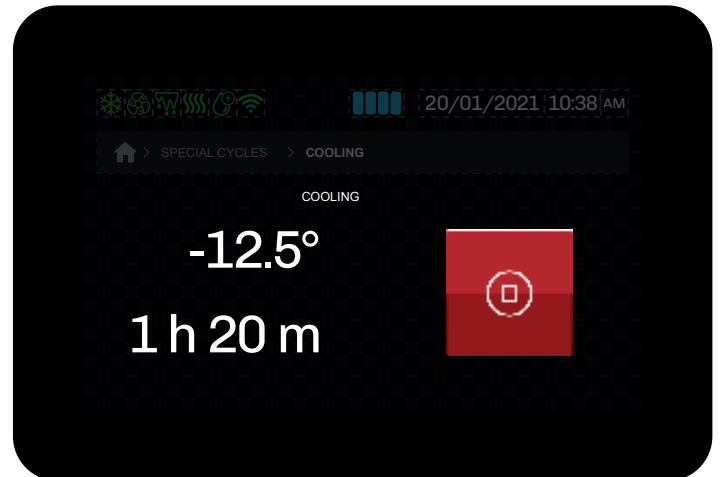 20/01/2021 10:38 AM
> SPECIAL CYCLES > COOLING
COOLING
-12.5°
1 h 20 m